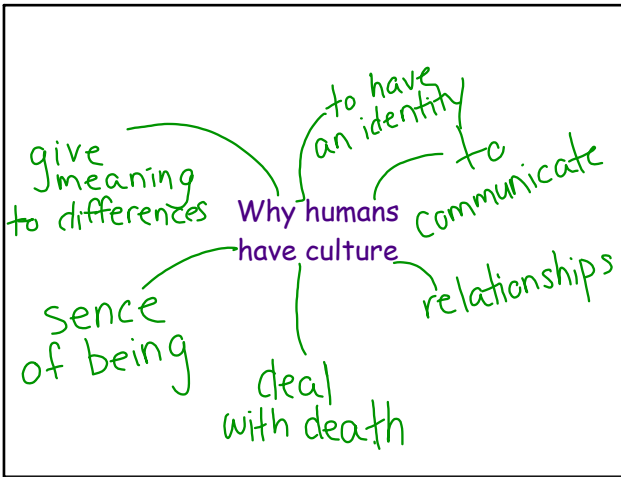 Why humans
have culture
to have
an identity
to
communicate
relationships
deal
with death
sence
of being
give
meaning
to differences